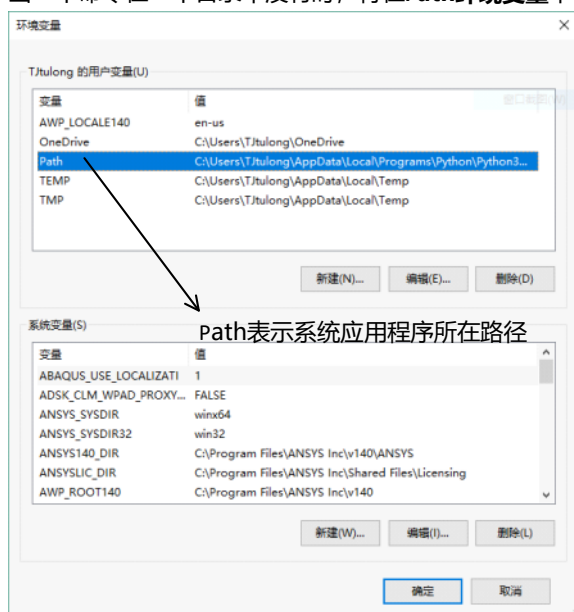 环境变量
TJtulong 的用户变量(U)
变量 值
AWP_LOCALE140 en-us
OneDrive C:\Users\TJtulong\OneDrive
Path C:\Users\TJtulong\AppData\Local\Programs\Python\Python3...
TEMP C:\Users\TJtulong\AppData\Local\Temp
TMP C:\Users\TJtulong\AppData\Local\Temp
新建(N)... 编辑(E)... 删除(D)
系统变量(S)
Path表示系统应用程序所在路径
变量 值
ABAQUS_USE_LOCALIZATI 1
ADSK_CLM_WPAD_PROXY... FALSE
ANSYS_SYSDIR winx64
ANSYS_SYSDIR32 win32
ANSYS140_DIR C:\Program Files\ANSYS Inc\v140\ANSYS
ANSYSLIC_DIR C:\Program Files\ANSYS Inc\Shared Files\Licensing
AWP_ROOT140 C:\Program Files\ANSYS Inc\v140
新建(W)... 编辑(I)... 删除(L)
确定 取消